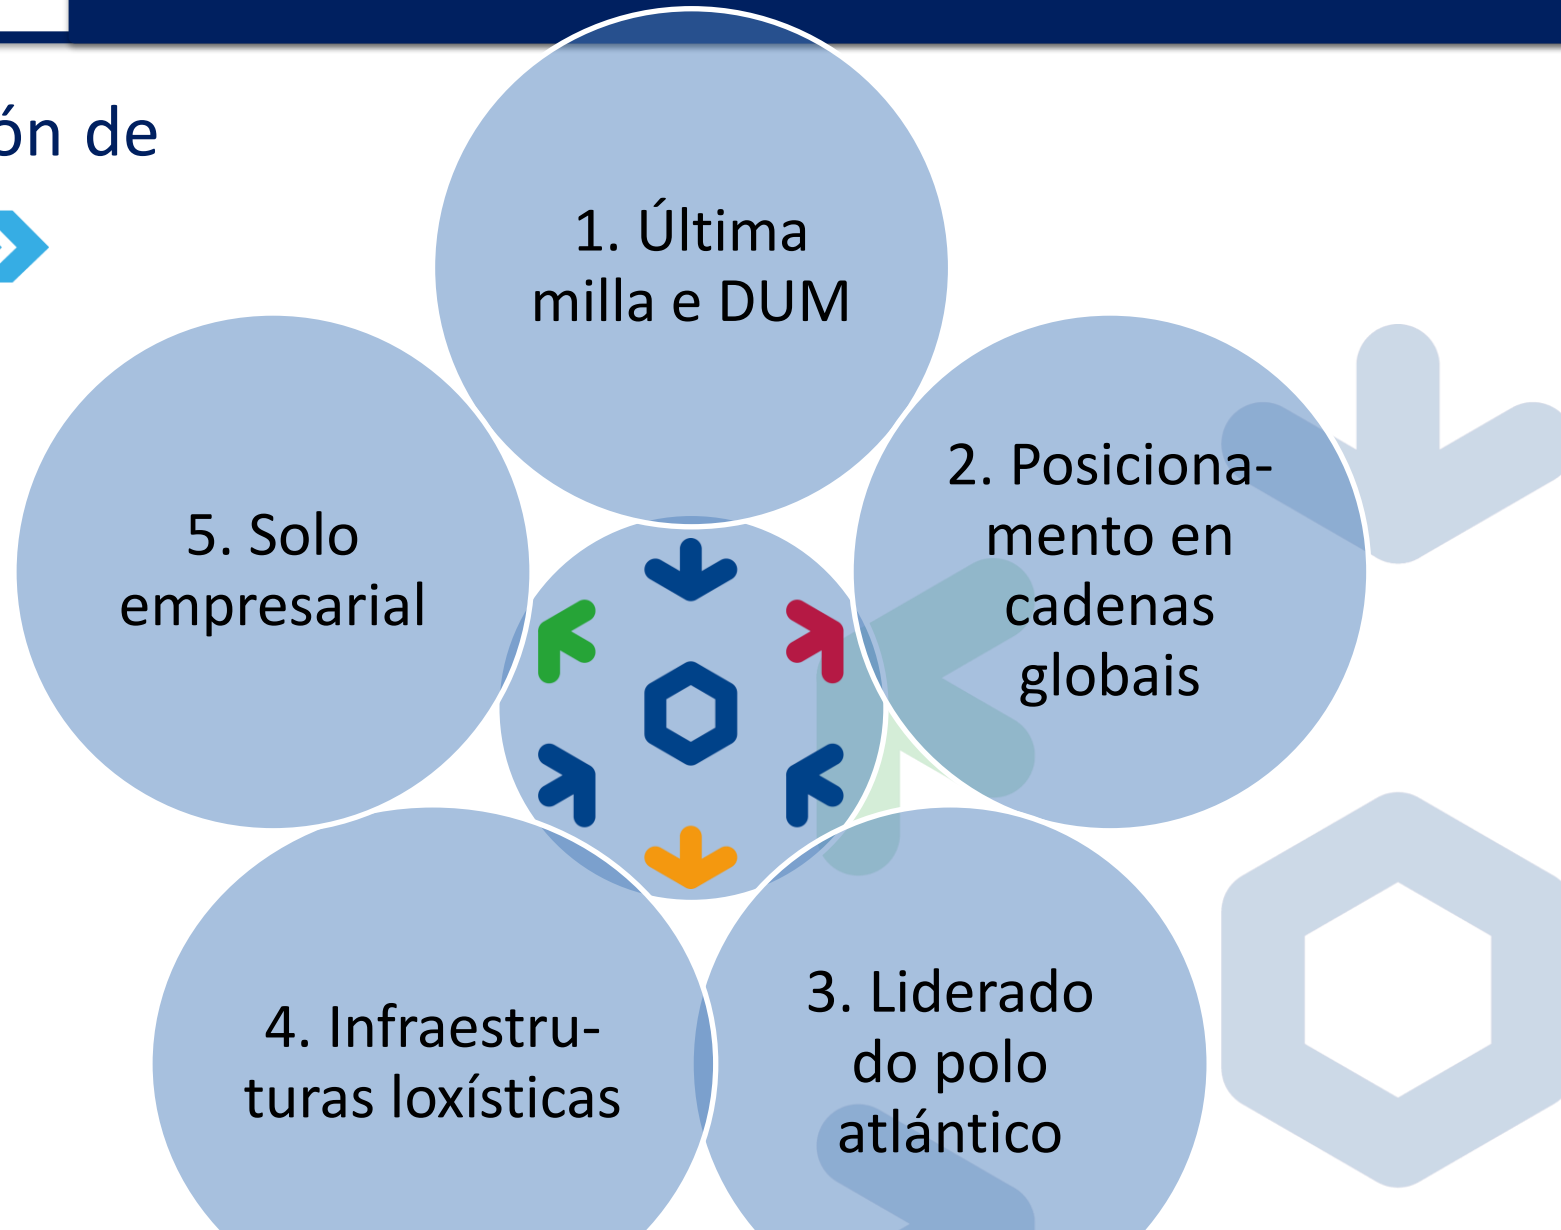 ón de
1. Última
milla e DUM
2. Posiciona-
mento en
cadenas
globais
3. Liderado
do polo
atlántico
4. Infraestru-
turas loxísticas
5. Solo
empresarial